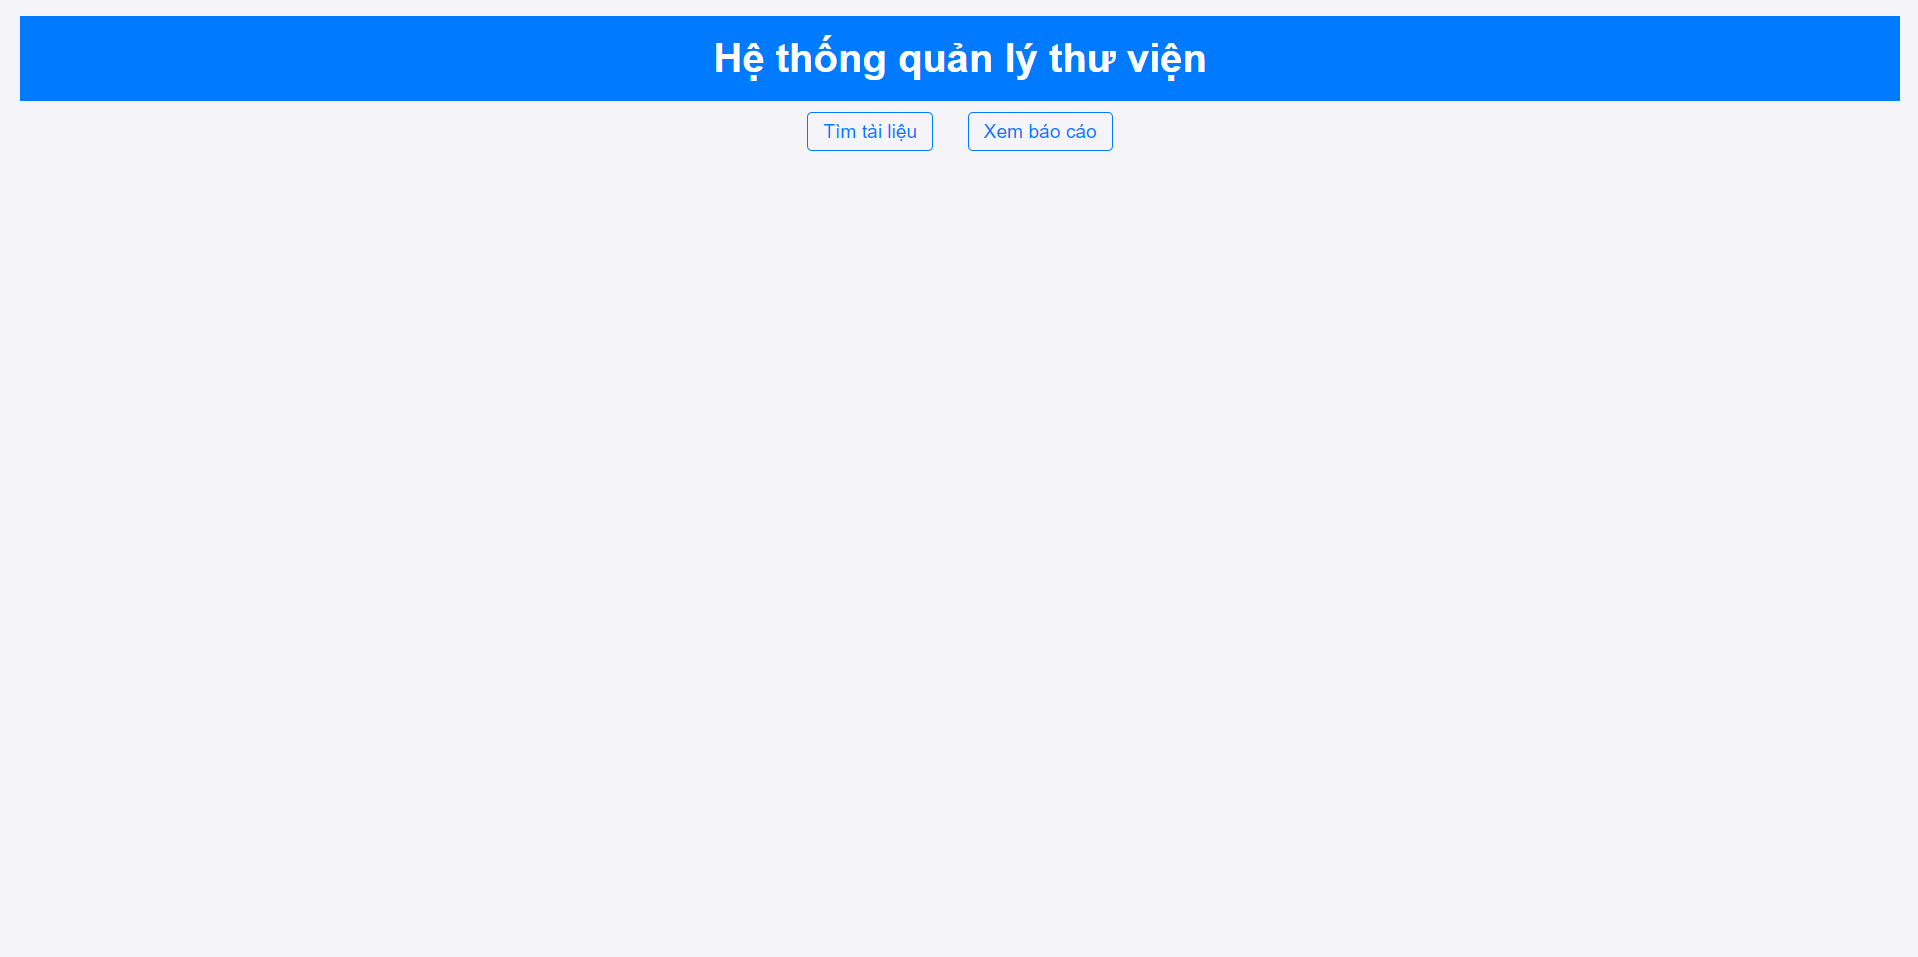 Hệ thống quản lý thư viện
Tìm tài liệu
Xem báo cáo